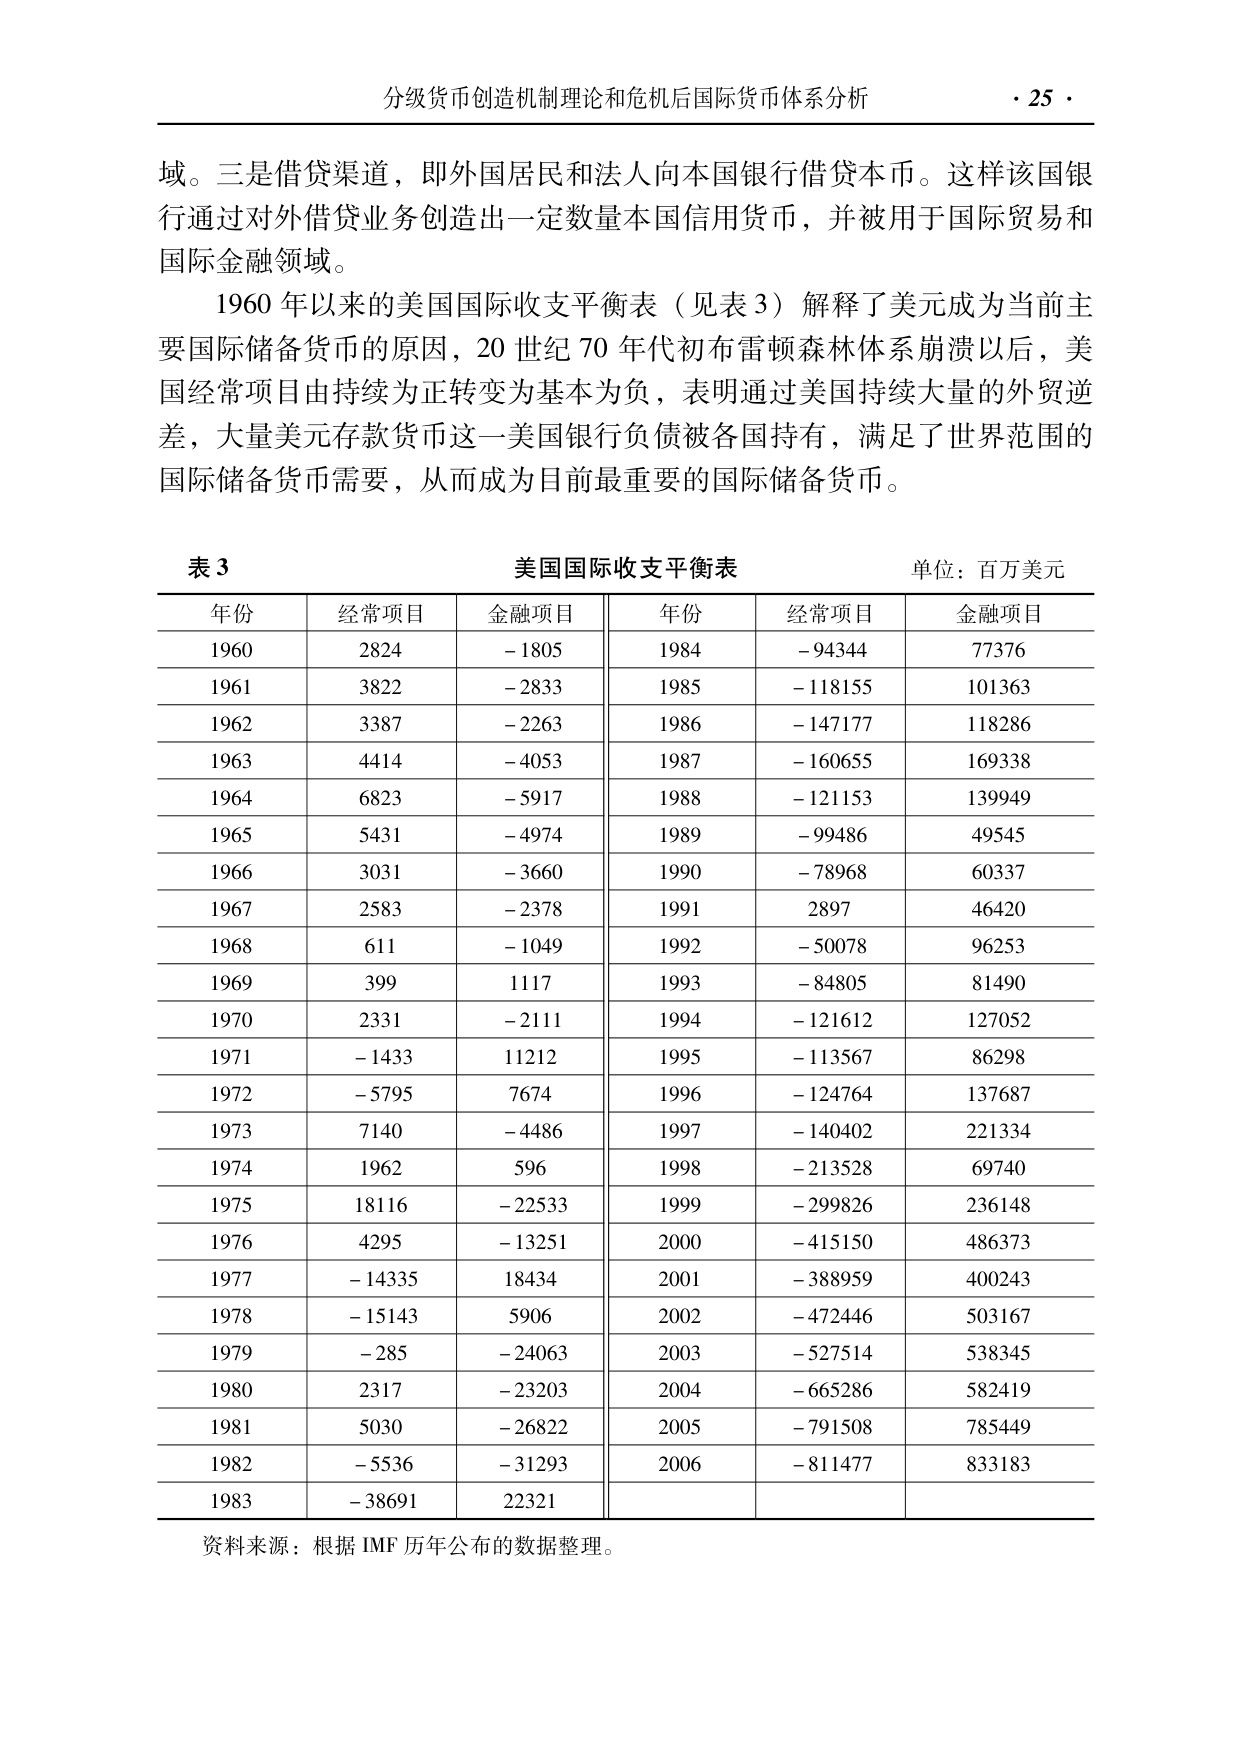 分级货币创造机制理论和危机后国际货币体系分析 · 25 ·
域。三是借贷渠道，即外国居民和法人向本国银行借贷本币。这样该国银
行通过对外借贷业务创造出一定数量本国信用货币，并被用于国际贸易和
国际金融领域。
1960 年以来的美国国际收支平衡表（见表 3）解释了美元成为当前主
要国际储备货币的原因，20 世纪 70 年代初布雷顿森林体系崩溃以后，美
国经常项目由持续为正转变为基本为负，表明通过美国持续大量的外贸逆
差，大量美元存款货币这一美国银行负债被各国持有，满足了世界范围的
国际储备货币需要，从而成为目前最重要的国际储备货币。
表 3 美国国际收支平衡表 单位：百万美元
年份 经常项目 金融项目 年份 经常项目 金融项目
1960 2824 －1805 1984 －94344 77376
1961 3822 －2833 1985 －118155 101363
1962 3387 －2263 1986 －147177 118286
1963 4414 －4053 1987 －160655 169338
1964 6823 －5917 1988 －121153 139949
1965 5431 －4974 1989 －99486 49545
1966 3031 －3660 1990 －78968 60337
1967 2583 －2378 1991 2897 46420
1968 611 －1049 1992 －50078 96253
1969 399 1117 1993 －84805 81490
1970 2331 －2111 1994 －121612 127052
1971 －1433 11212 1995 －113567 86298
1972 －5795 7674 1996 －124764 137687
1973 7140 －4486 1997 －140402 221334
1974 1962 596 1998 －213528 69740
1975 18116 －22533 1999 －299826 236148
1976 4295 －13251 2000 －415150 486373
1977 －14335 18434 2001 －388959 400243
1978 －15143 5906 2002 －472446 503167
1979 －285 －24063 2003 －527514 538345
1980 2317 －23203 2004 －665286 582419
1981 5030 －26822 2005 －791508 785449
1982 －5536 －31293 2006 －811477 833183
1983 －38691 22321
资料来源：根据 IMF 历年公布的数据整理。